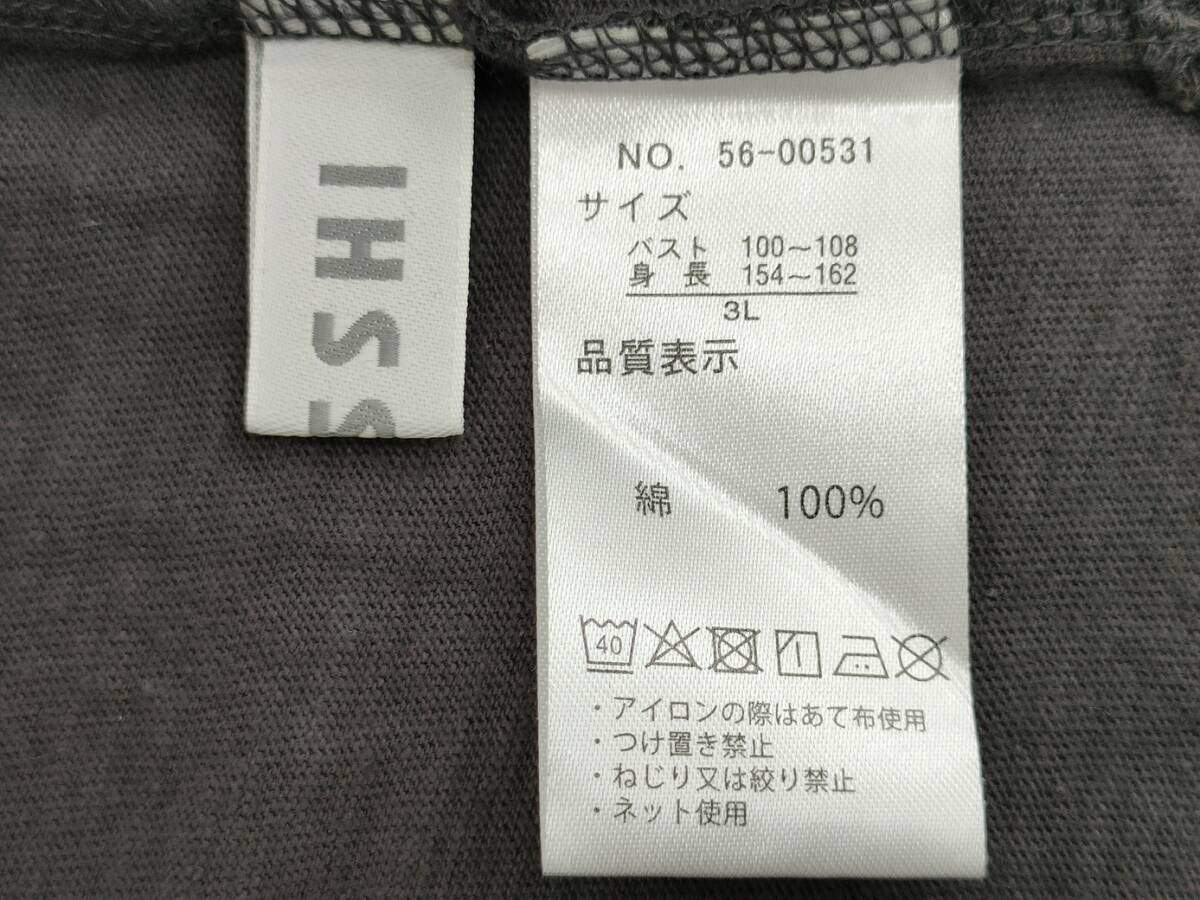 SSHI
NO. 56-00531
サイズ
バスト 100～108
身長 154～162
3L
品質表示
綿 100%
40
・アイロンの際はあて布使用
・つけ置き禁止
・ねじり又は絞り禁止
・ネット使用